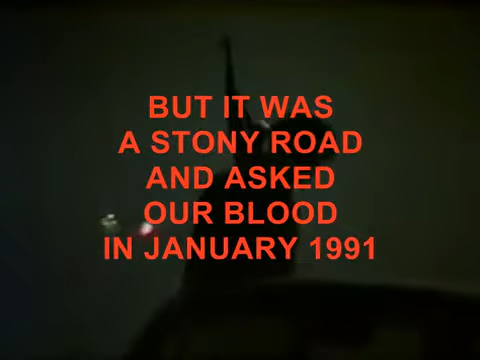 BUT IT WAS
A STONY ROAD
AND ASKED
OUR BLOOD
IN JANUARY 1991